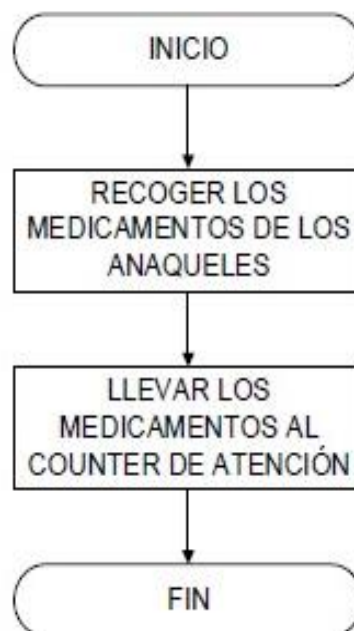 INICIO
RECOGER LOS
MEDICAMENTOS DE LOS
ANAQUELES
LLEVAR LOS
MEDICAMENTOS AL
COUNTER DE ATENCIÓN
FIN